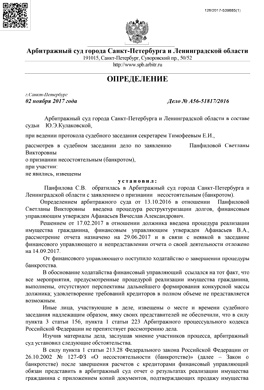 126/2017-539885(1)
Арбитражный суд города Санкт-Петербурга и Ленинградской области
191015, Санкт-Петербург, Суворовский пр., 50/52
http://www.spb.arbitr.ru
ОПРЕДЕЛЕНИЕ
г.Санкт-Петербург
02 ноября 2017 года Дело № А56-51817/2016
Арбитражный суд города Санкт-Петербурга и Ленинградской области в составе
судьи Ю.Э.Кулаковской,
при ведении протокола судебного заседания секретарем Тимофеевым Е.И.,
рассмотрев в судебном заседании дело по заявлению Панфиловой Светланы
Викторовны
о признании несостоятельным (банкротом),
при участии:
не явились, извещены
установил:
Панфилова С.В. обратилась в Арбитражный суд города Санкт-Петербурга и
Ленинградской области с заявлением о признании несостоятельным (банкротом).
Определением арбитражного суда от 13.10.2016 в отношении Панфиловой
Светланы Викторовны введена процедура реструктуризации долгов, финансовым
управляющим утвержден Афанасьев Вячеслав Александрович.
Решением от 17.02.2017 в отношении должника введена процедура реализации
имущества гражданина, финансовым управляющим утвержден Афанасьев В.А.,
рассмотрение отчета назначено на 29.06.2017 и в связи с неявкой в заседание
финансового управляющего и непредставлением отчета о своей деятельности отложено
на 14.09.2017.
От финансового управляющего поступило ходатайство о завершении процедуры
банкротства.
В обоснование ходатайства финансовый управляющий ссылался на тот факт, что
все мероприятия, предусмотренные процедурой реализации имущества гражданина,
выполнены, отсутствуют перспективы дальнейшего формирования конкурсной массы
должника, удовлетворение требований кредиторов в полном объеме не представляется
возможным.
Иные лица, участвующие в деле, извещены о месте и времени судебного
заседания надлежащим образом, явку своих представителей не обеспечили, что в силу
пункта 3 статьи 156, пункта 1 статьи 223 Арбитражного процессуального кодекса
Российской Федерации не препятствует рассмотрению дела.
Изучив материалы дела, заслушав мнение участников процесса, арбитражный
суд установил следующие обстоятельства.
В силу пункта 1 статьи 213.28 Федерального закона Российской Федерации от
26.10.2002 № 127-ФЗ «О несостоятельности (банкротстве)» (далее – Закон о
банкротстве) после завершения расчетов с кредиторами финансовый управляющий
обязан представить в арбитражный суд отчет о результатах реализации имущества
гражданина с приложением копий документов, подтверждающих продажу имущества